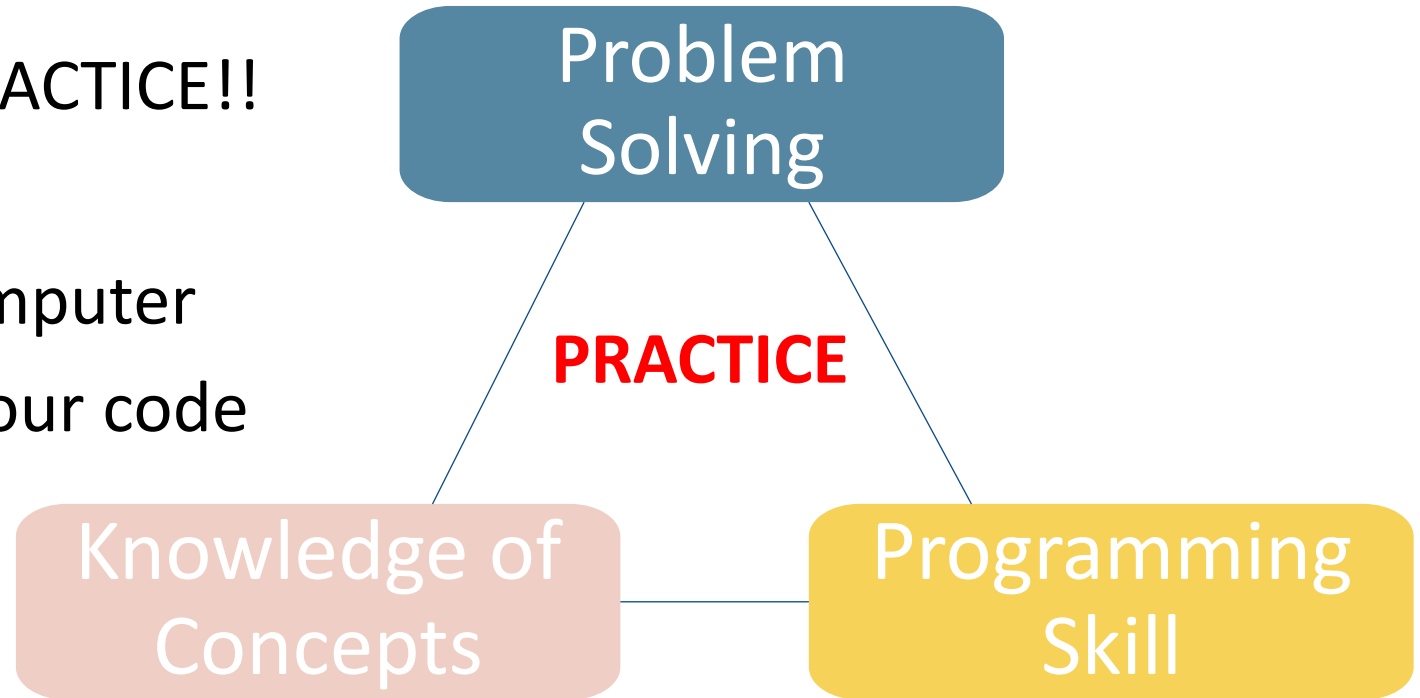 ACTICE!!
mputer
our code
Problem
Solving
PRACTICE
Knowledge of
Concepts
Programming
Skill